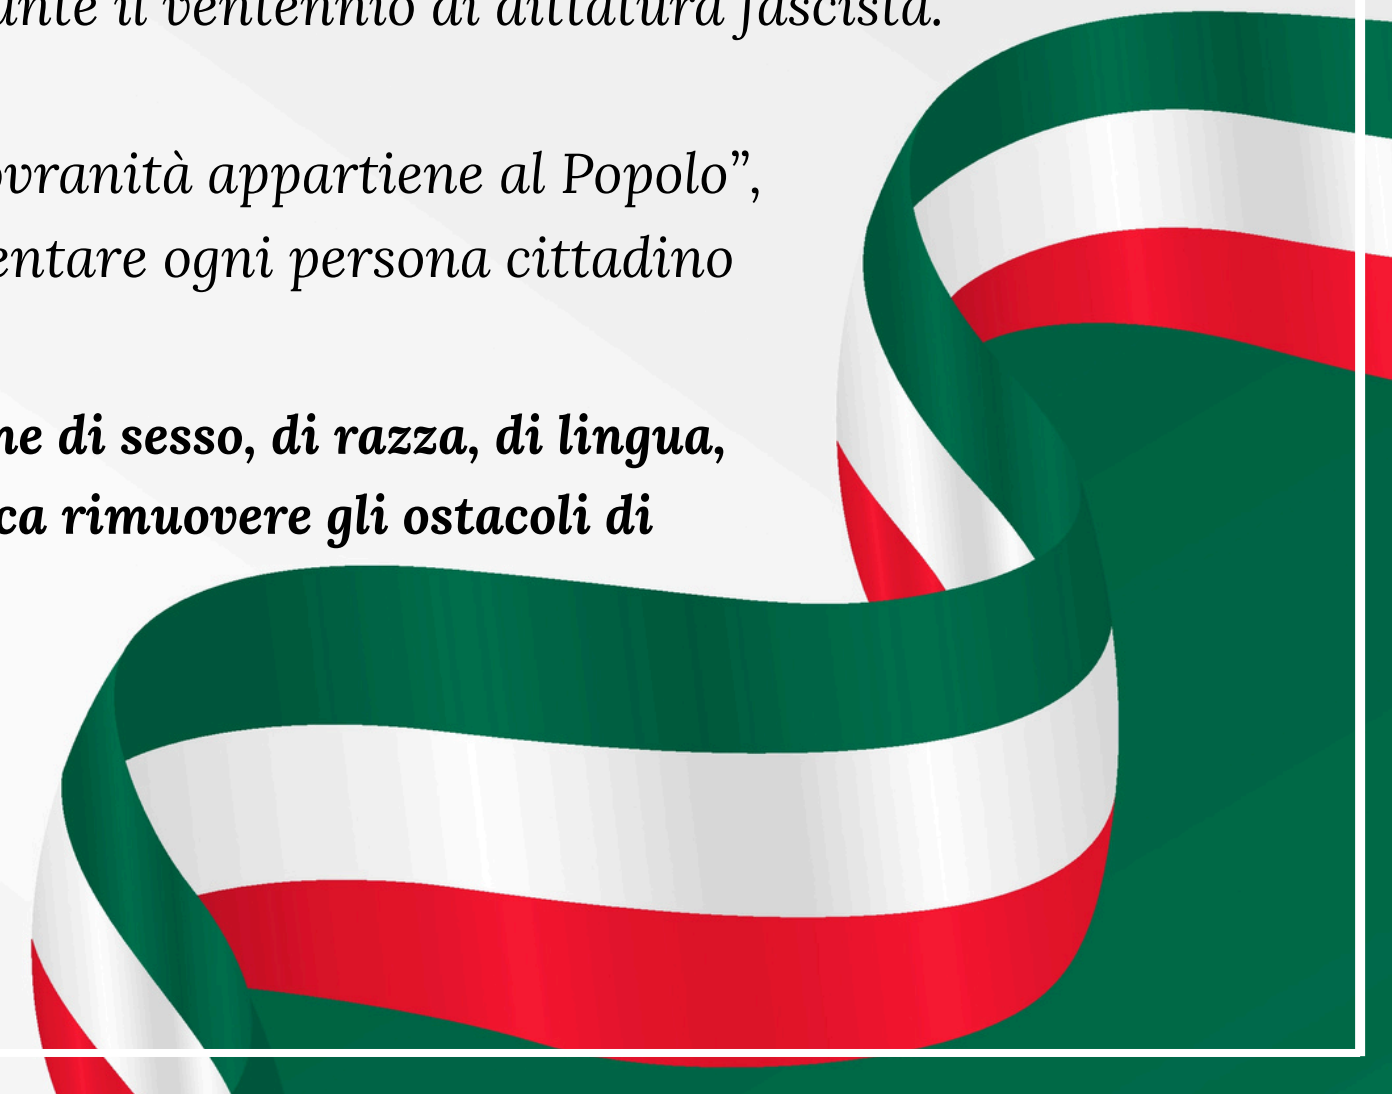 ante il ventennio di dittatura fascista.
ovranità appartiene al Popolo”,
entare ogni persona cittadino
ne di sesso, di razza, di lingua,
ca rimuovere gli ostacoli di